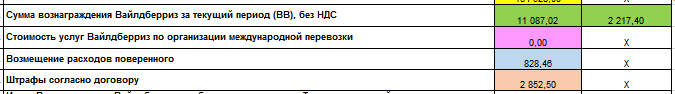 Сумма вознаграждения Вайлдберриз за текущий период (ВВ), без НДС 11 087,02 2 217,40
Стоимость услуг Вайлдберриз по организации международной перевозки 0,00 X
Возмещение расходов поверенного 828,46 X
Штрафы согласно договору 2 852,50 X